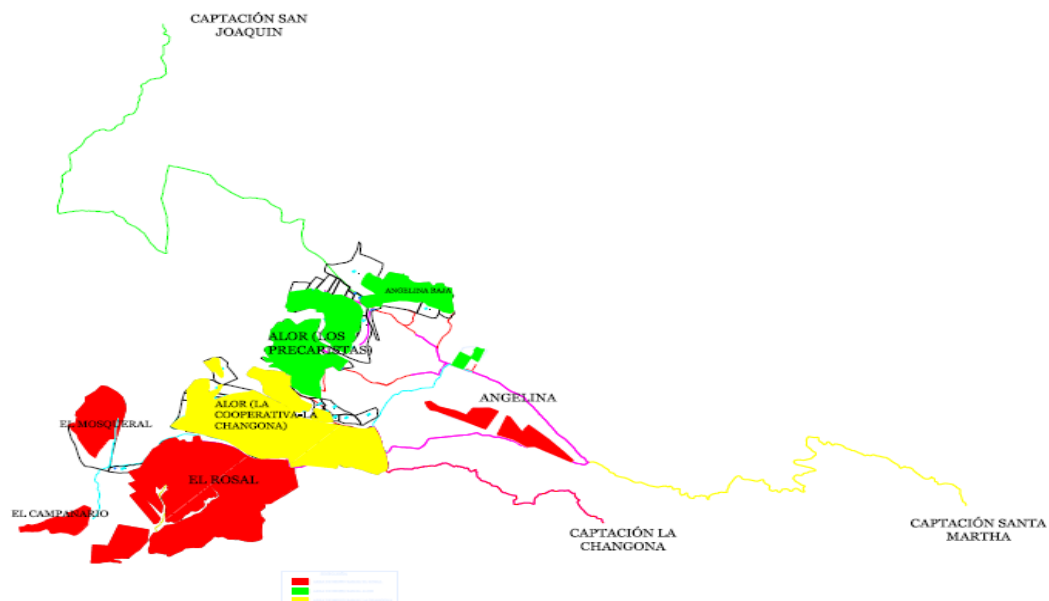 CAPTACIÓN SAN
JOAQUIN
ANGELINA BAJA
ALOR (LOS
PRECARISTAS)
ANGELINA
ALOR (LA
COOPERATIVA-LA
CHANGONA)
EL MOSQUERAL
EL ROSAL
EL CAMPANARIO
CAPTACIÓN LA
CHANGONA
CAPTACIÓN SANTA
MARTHA